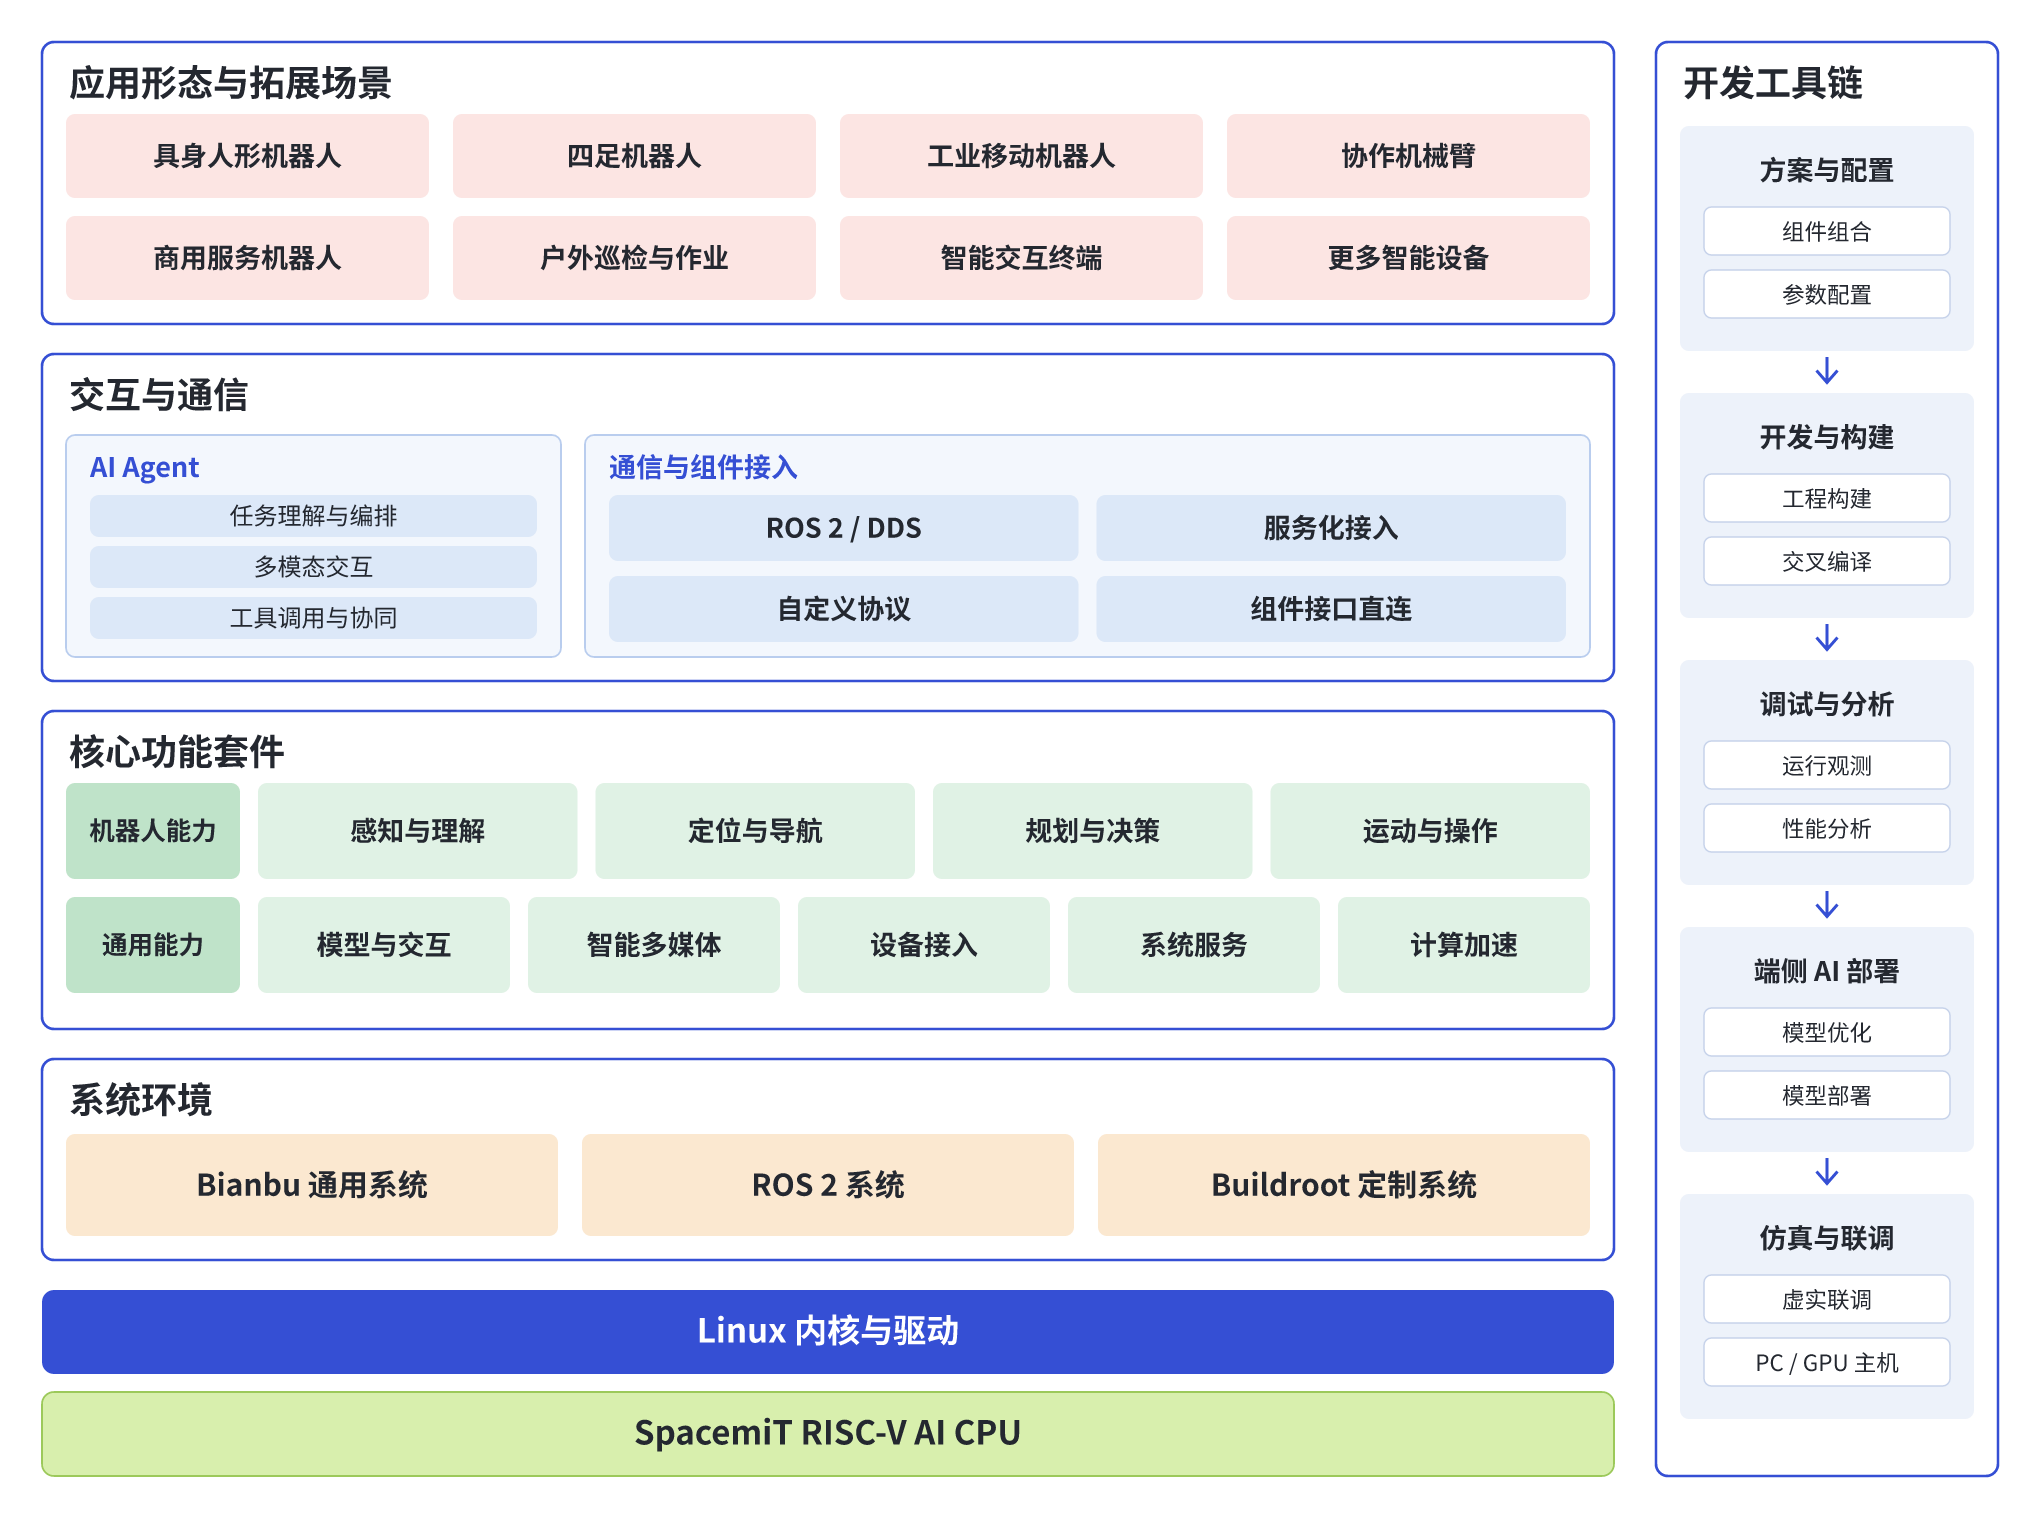 应用形态与拓展场景
具身人形机器人
四足机器人
工业移动机器人
协作机械臂
商用服务机器人
户外巡检与作业
智能交互终端
更多智能设备
交互与通信
AI Agent
任务理解与编排
多模态交互
工具调用与协同
通信与组件接入
ROS 2 / DDS
服务化接入
自定义协议
组件接口直连
核心功能套件
机器人能力
感知与理解
定位与导航
规划与决策
运动与操作
通用能力
模型与交互
智能多媒体
设备接入
系统服务
计算加速
系统环境
Bianbu 通用系统
ROS 2 系统
Buildroot 定制系统
Linux 内核与驱动
SpacemiT RISC-V AI CPU
开发工具链
方案与配置
组件组合
参数配置
开发与构建
工程构建
交叉编译
调试与分析
运行观测
性能分析
端侧 AI 部署
模型优化
模型部署
仿真与联调
虚实联调
PC / GPU 主机